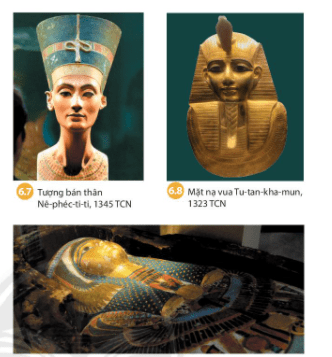 6.7 Tượng bán thân
Nê-phéc-ti-ti, 1345 TCN
6.8 Mặt nạ vua Tu-tan-kha-mun,
1323 TCN